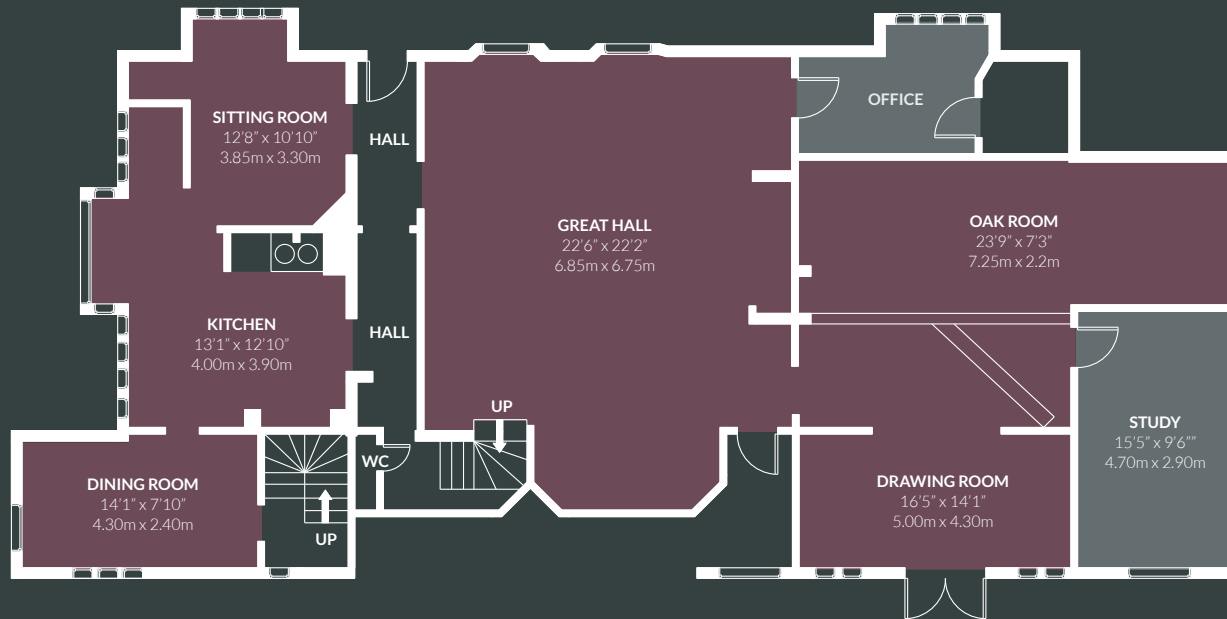 SITTING ROOM
12’8” x 10’10”
3.85m x 3.30m
HALL
OFFICE
GREAT HALL
22’6” x 22’2”
6.85m x 6.75m
OAK ROOM
23’9” x 7’3”
7.25m x 2.2m
KITCHEN
13’1” x 12’10”
4.00m x 3.90m
HALL
UP
STUDY
15’5” x 9’6””
4.70m x 2.90m
WC
DINING ROOM
14’1” x 7’10”
4.30m x 2.40m
UP
DRAWING ROOM
16’5” x 14’1”
5.00m x 4.30m